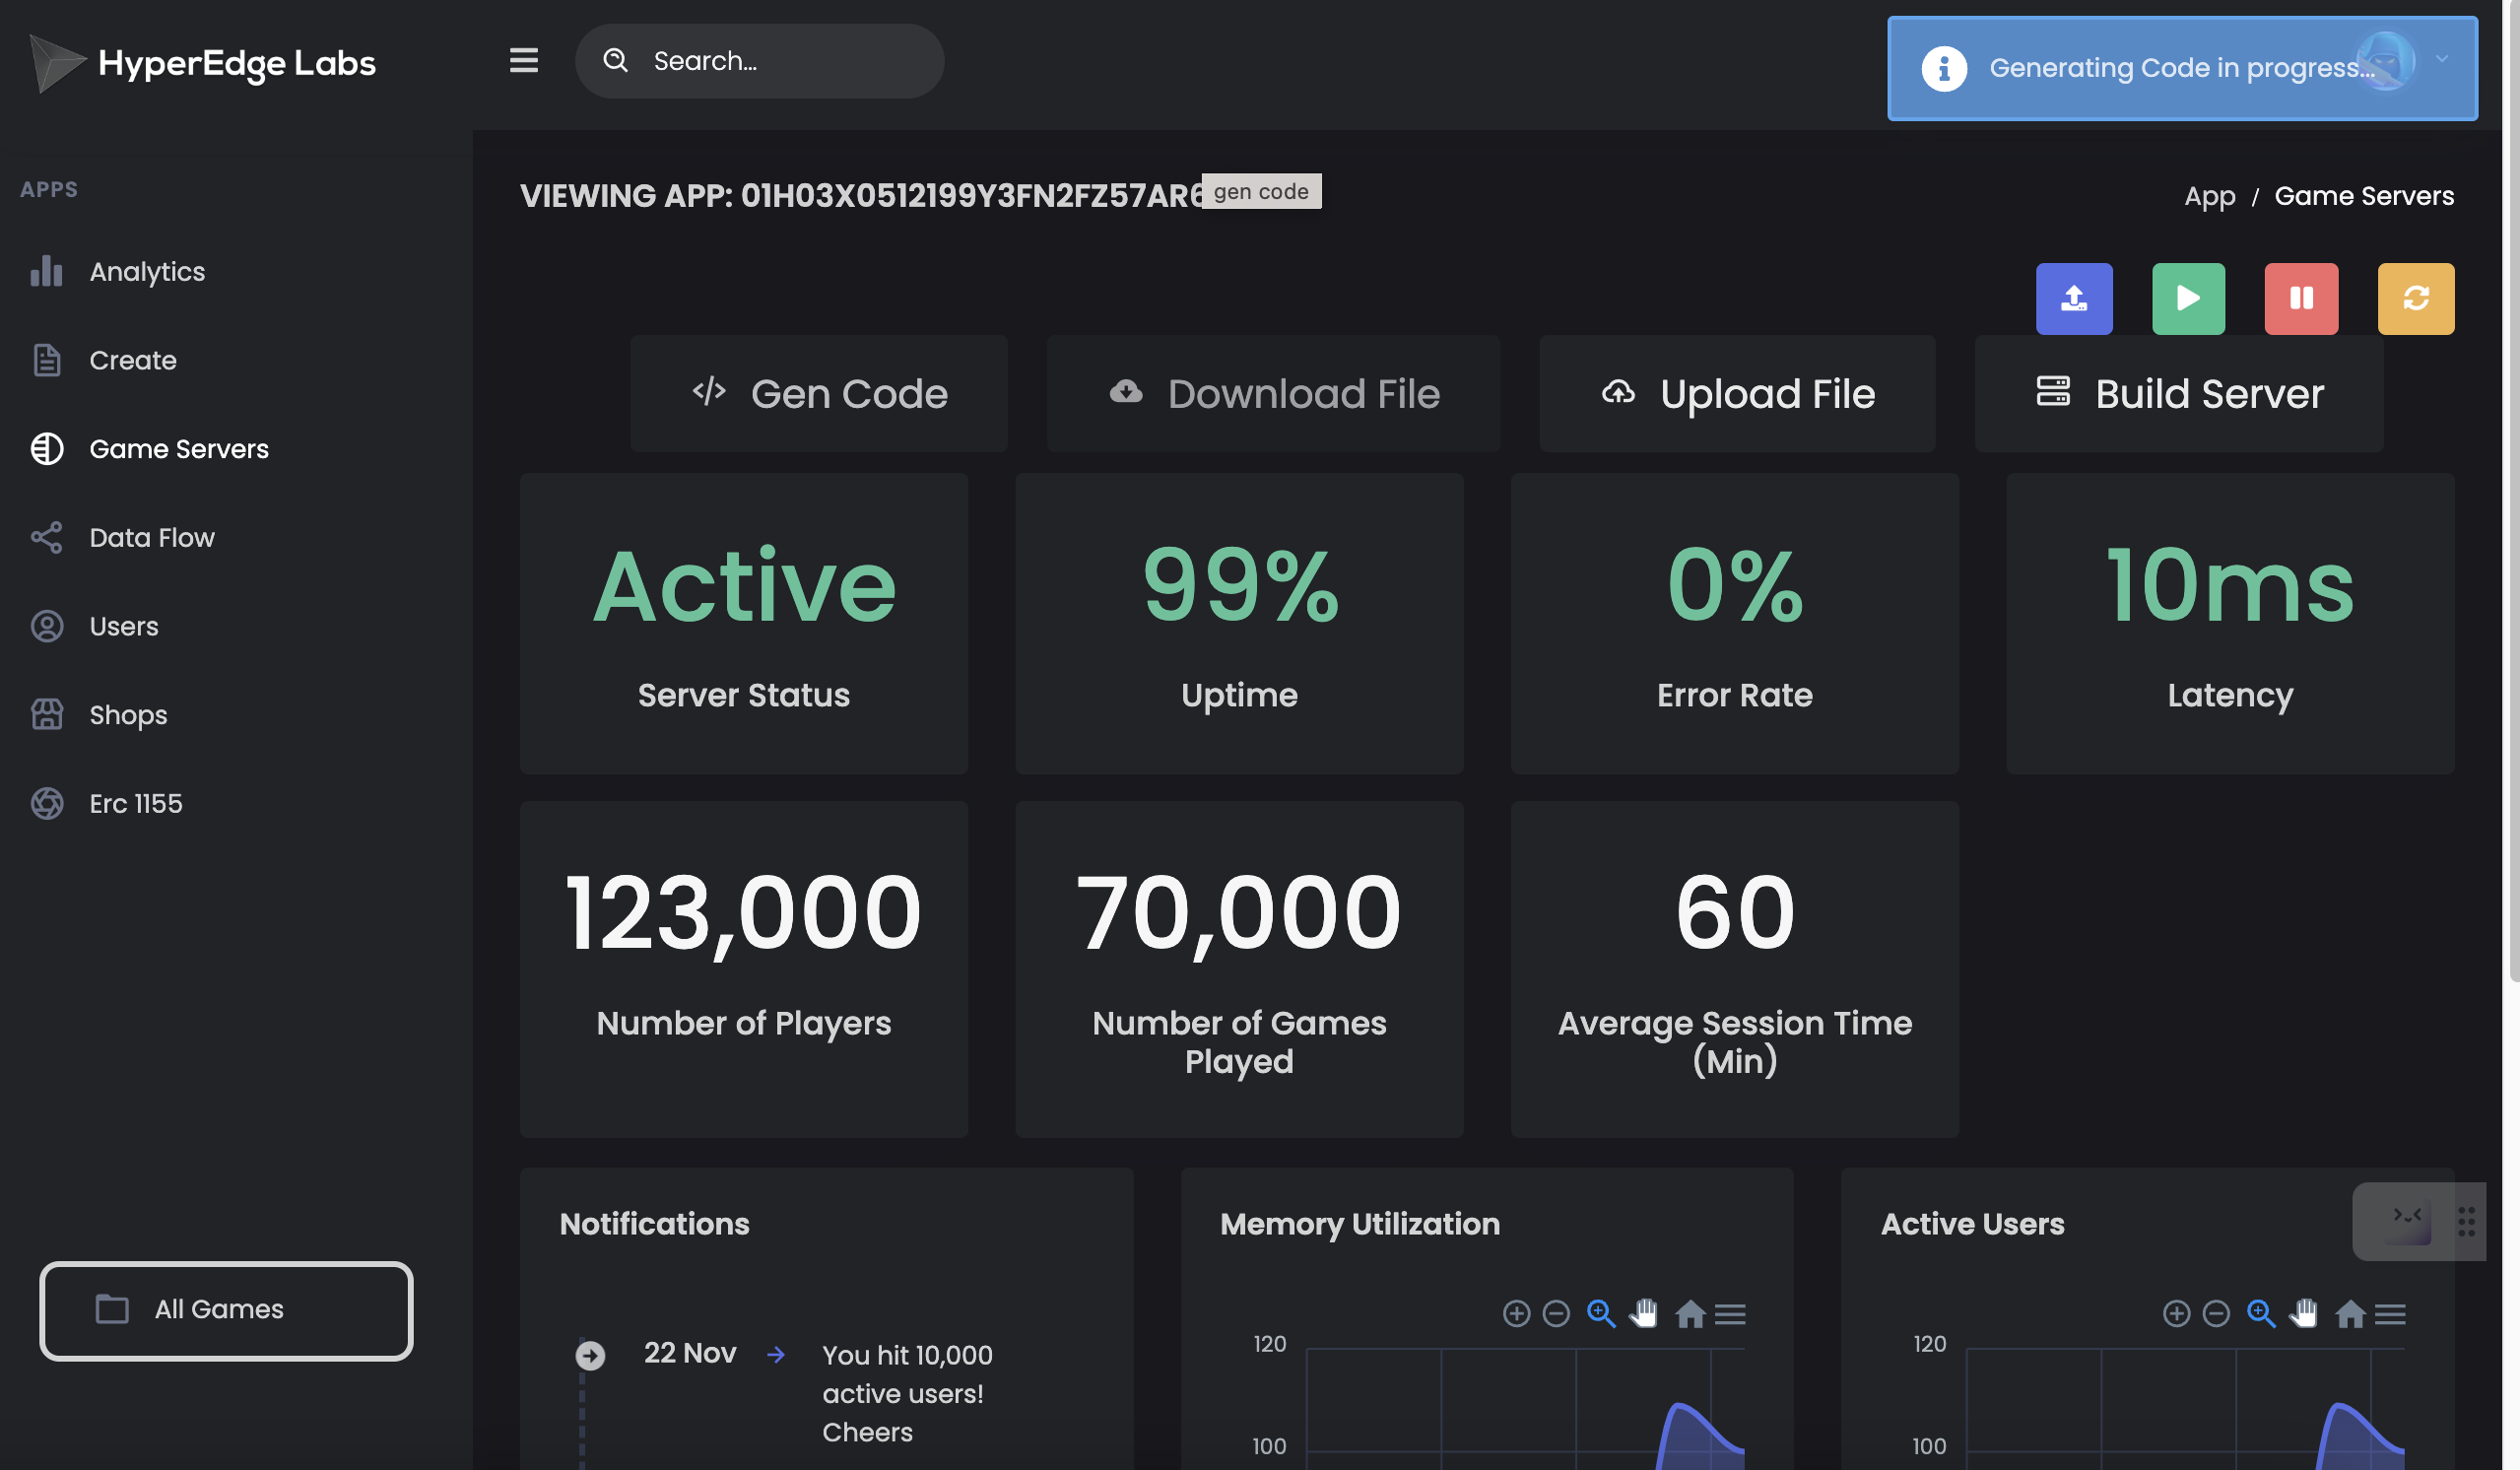 HyperEdge Labs
Search...
Generating Code in progress...
APPS
Analytics
Create
Game Servers
Data Flow
Users
Shops
Erc 1155
All Games
VIEWING APP: 01H03X0512199Y3FN2FZ57AR6
gen code
App / Game Servers
Gen Code
Download File
Upload File
Build Server
Active
Server Status
99%
Uptime
0%
Error Rate
10ms
Latency
123,000
Number of Players
70,000
Number of Games
Played
60
Average Session Time
(Min)
Notifications
22 Nov
You hit 10,000
active users!
Cheers
Memory Utilization
120
100
Active Users
120
100